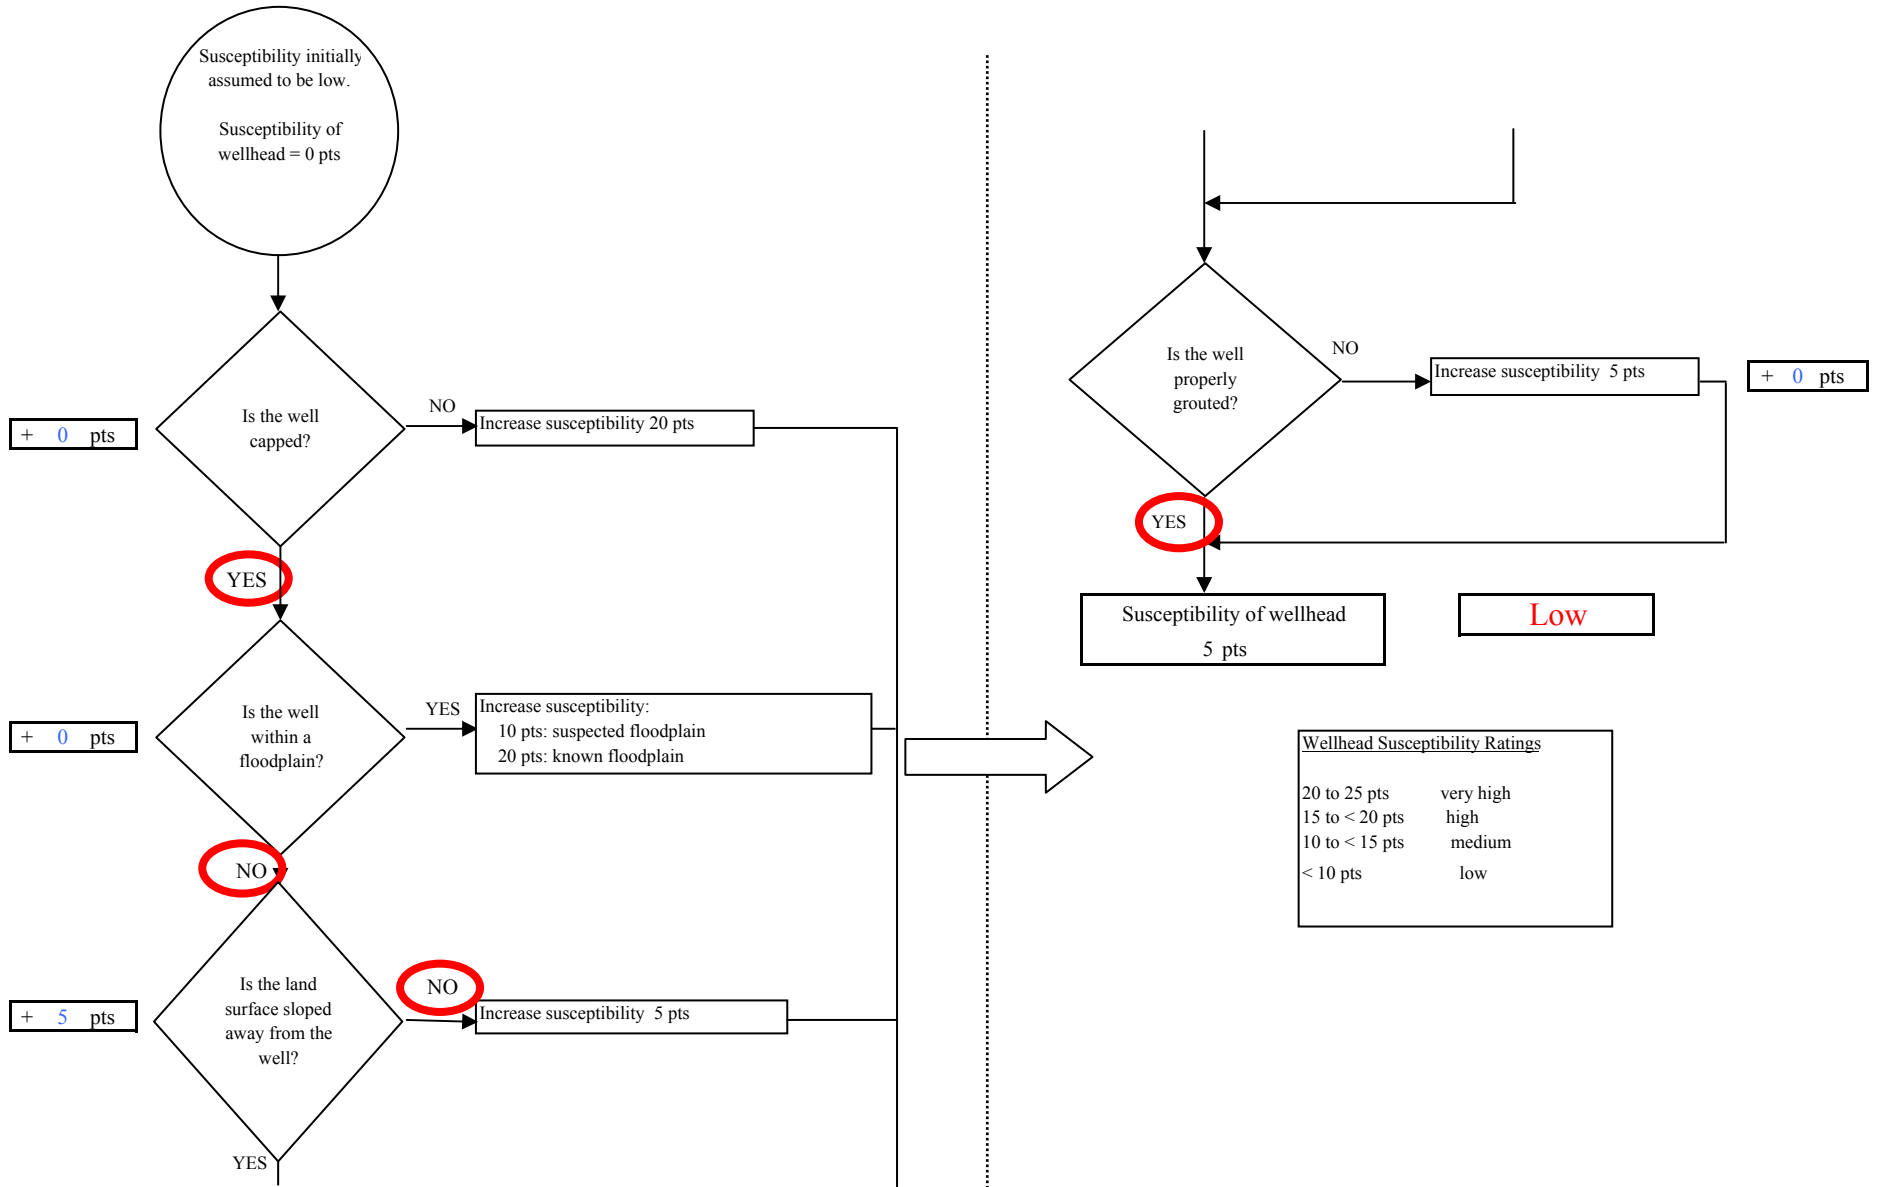 Susceptibility initially
assumed to be low.
Susceptibility of
wellhead = 0 pts
Is the well
capped?
NO
Increase susceptibility 20 pts
+ 0 pts
YES
Is the well
within a
floodplain?
YES
Increase susceptibility:
10 pts: suspected floodplain
20 pts: known floodplain
+ 0 pts
NO
Is the land
surface sloped
away from the
well?
NO
Increase susceptibility 5 pts
+ 5 pts
YES
Is the well
properly
grouted?
NO
Increase susceptibility 5 pts
+ 0 pts
YES
Susceptibility of wellhead
5 pts
Low
Wellhead Susceptibility Ratings
20 to 25 pts very high
15 to < 20 pts high
10 to < 15 pts medium
< 10 pts low